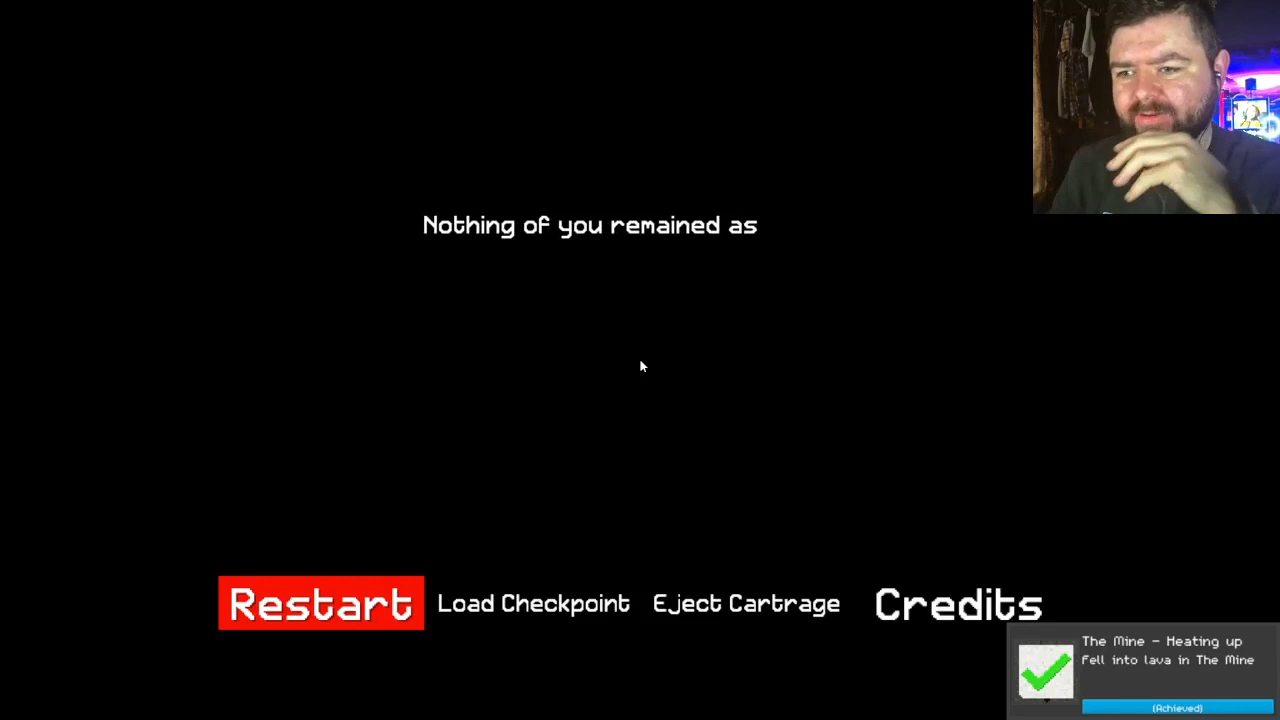 Nothing of you remained as
Restart
Load Checkpoint
Eject Cartrage
Credits
The Mine - Heating up
Fell into lava in The Mine
(Achieved)